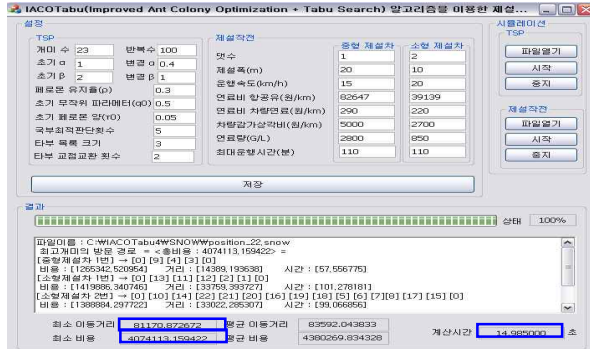 IACOTabu(Improved Ant Colony Optimization + Tabu Search) 알고리즘을 이용한 제설...
설정
TSP
개미 수 23 반복수 100
초기 α 1 변경 α 0.4
초기 β 2 변경 β 1
페로몬 유지율(ρ) 0.3
초기 무작위 파라메터(q0) 0.5
초기 페로몬 양(τ0) 0.05
국부최적판단횟수 5
타부 목록 크기 3
타부 교점교환 횟수 2
제설작전
중형 제설차 소형 제설차
댓수 1 2
제설폭(m) 20 10
운행속도(km/h) 15 20
연료비 항공유(원/km) 82647 39139
연료비 차량연료(원/km) 290 220
차량감가상각비(원/km) 5000 2700
연료량(G/L) 2800 850
최대운행시간(분) 110 110
저장
시뮬레이션
TSP
파일열기
시작
중지
제설작전
파일열기
시작
중지
결과
상태 100%
파일이름 : C:₩IACOTabu4₩SNOW₩position_22.snow
최고개미의 방문 경로 = <총비용 : 4074113,159422> =
[중형제설차 1번] → [0] [9] [4] [3] [0]
비용 : [1265342,520954] 거리 : [14389,193638] 시간 : [57,556775]
[소형제설차 1번] → [0] [13] [11] [12] [2] [1] [0]
비용 : [1419886,340746] 거리 : [33759,393727] 시간 : [101,278181]
[소형제설차 2번] → [0] [10] [14] [22] [21] [20] [16] [19] [18] [5] [6] [7][8] [17] [15] [0]
비용 : [1388884,297722] 거리 : [33022,285307] 시간 : [99,066856]
최소 이동거리 81170.872672 평균 이동거리 83592.043833
최소 비용 4074113.159422 평균 비용 4380269.834328
계산시간 14.985000 초